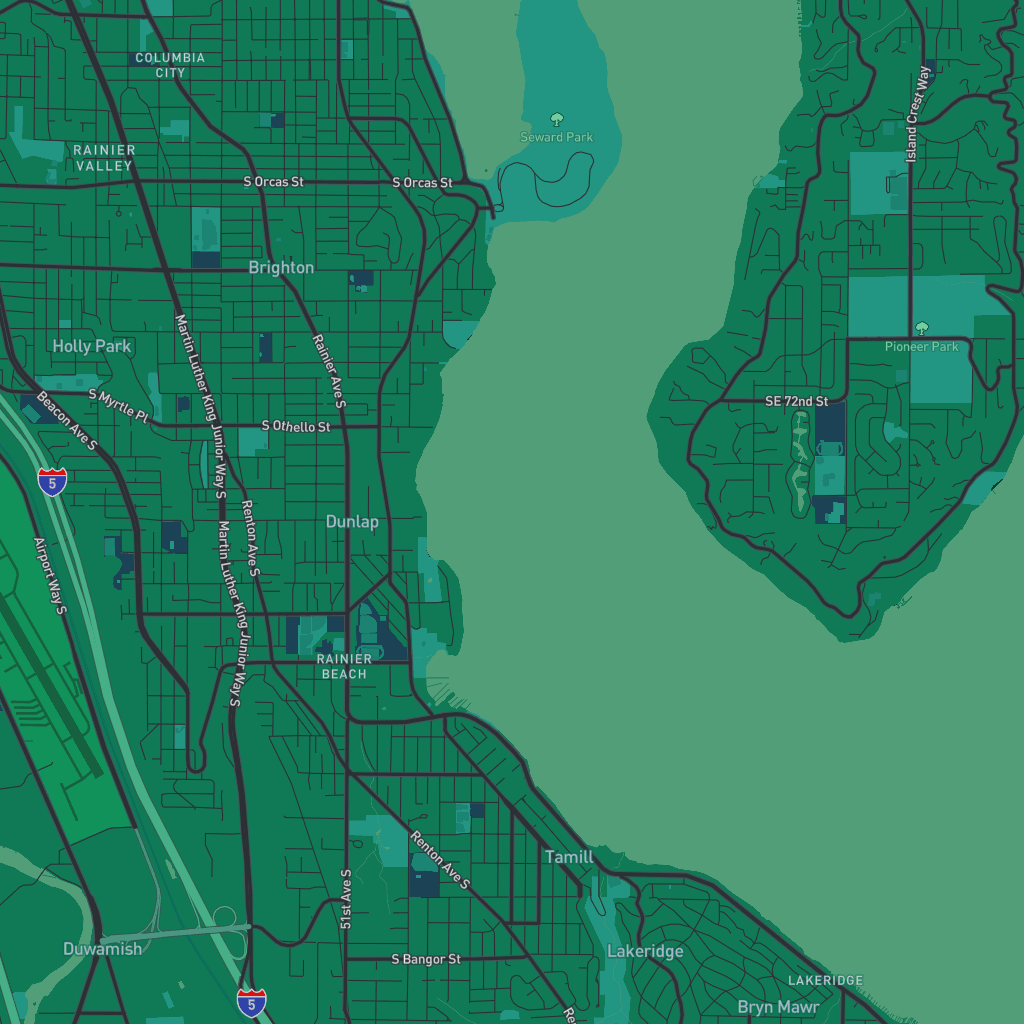 COLUMBIA
CITY
Island Crest Way
Seward Park
RAINIER
VALLEY
S Orcas St
S Orcas St
Brighton
Martin Luther King Junior Way S
Rainier Ave S
Holly Park
Pioneer Park
S Myrtle Pl
Beacon Ave S
SE 72nd St
S Othello St
5
Renton Ave S
Dunlap
Airport Way S
Martin Luther King Junior Way S
RAINIER
BEACH
Renton Ave S
Tamill
51st Ave S
Duwamish
S Bangor St
Lakeridge
LAKERIDGE
5
Bryn Mawr